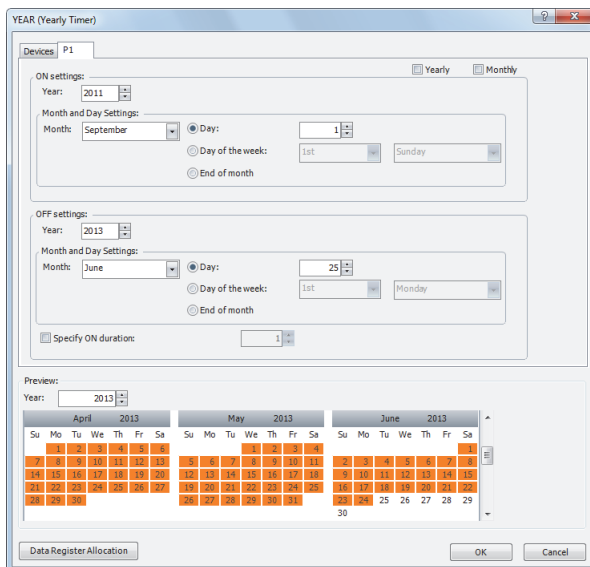 YEAR (Yearly Timer)
Devices P1
Yearly Monthly
ON settings:
Year: 2011
Month and Day Settings:
Month: September Day: 1
Day of the week: 1st Sunday
End of month
OFF settings:
Year: 2013
Month and Day Settings:
Month: June Day: 25
Day of the week: 1st Monday
End of month
Specify ON duration: 1
Preview:
Year: 2013
April 2013 May 2013 June 2013
Su Mo Tu We Th Fr Sa Su Mo Tu We Th Fr Sa Su Mo Tu We Th Fr Sa
1 2 3 4 5 6 1 2 3 4 1
7 8 9 10 11 12 13 5 6 7 8 9 10 11 2 3 4 5 6 7 8
14 15 16 17 18 19 20 12 13 14 15 16 17 18 9 10 11 12 13 14 15
21 22 23 24 25 26 27 19 20 21 22 23 24 25 16 17 18 19 20 21 22
28 29 30 26 27 28 29 30 31 23 24 25 26 27 28 29
30
Data Register Allocation OK Cancel